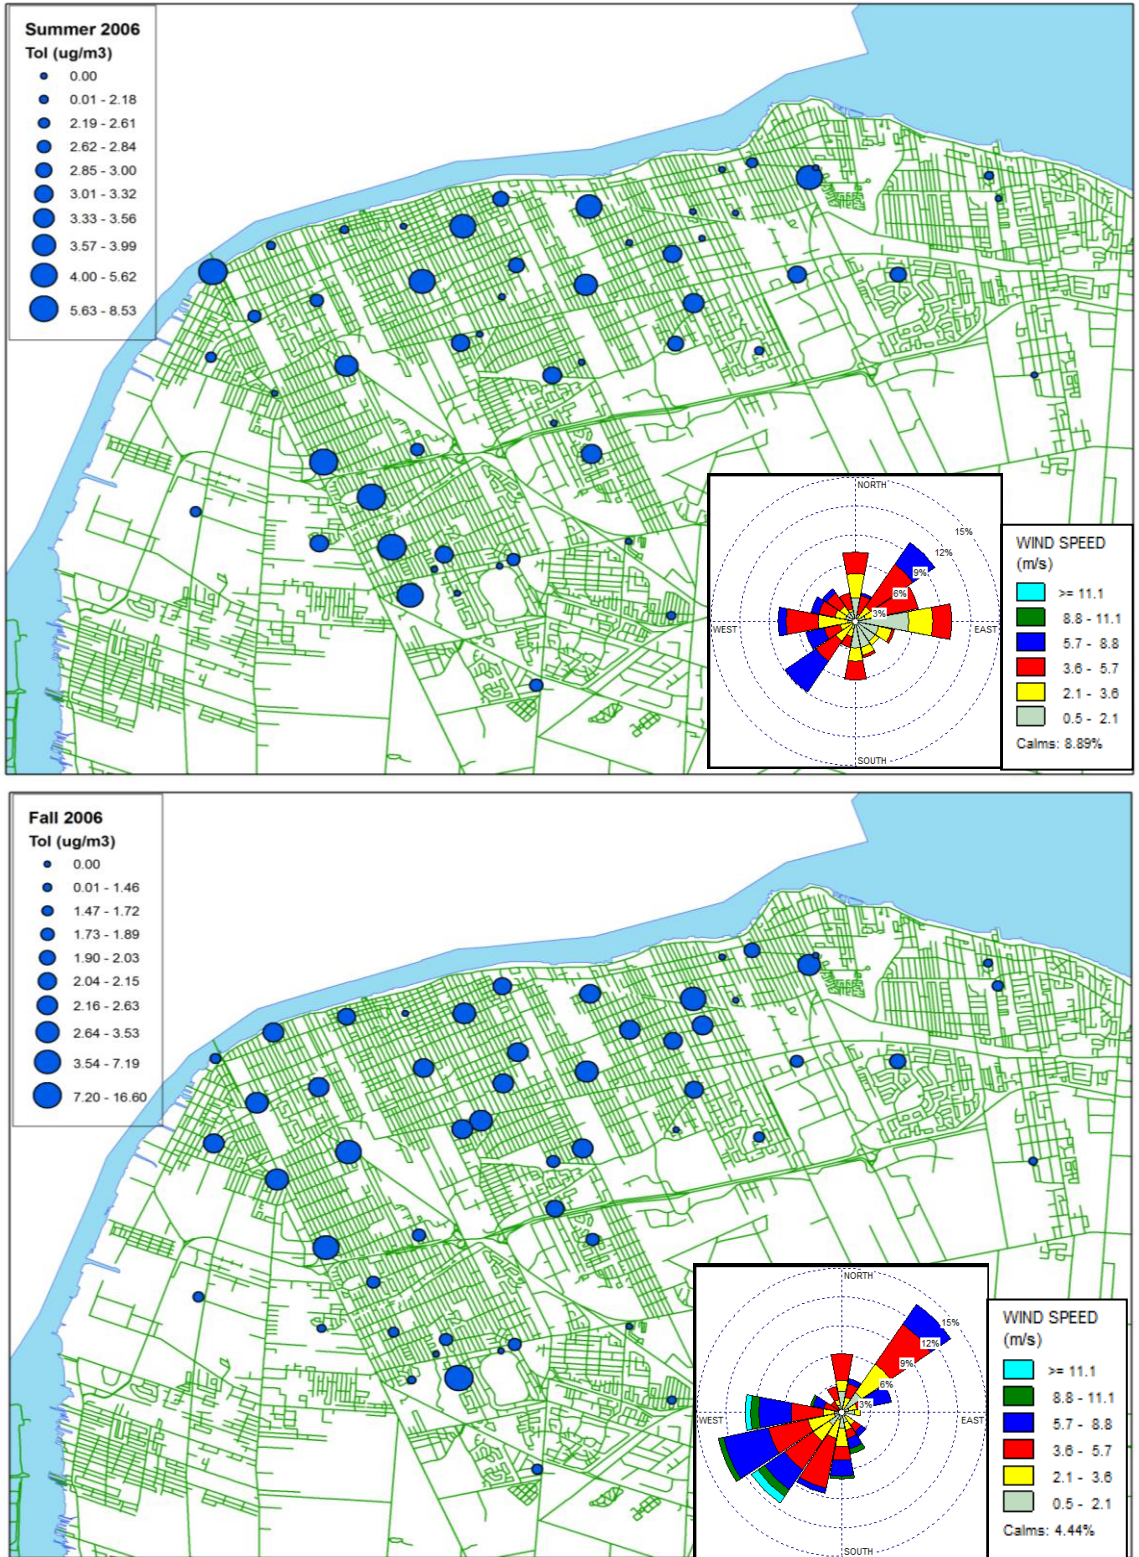 Summer 2006
Tol (ug/m3)
0.00
0.01 - 2.18
2.19 - 2.61
2.62 - 2.84
2.85 - 3.00
3.01 - 3.32
3.33 - 3.56
3.57 - 3.99
4.00 - 5.62
5.63 - 8.53
NORTH
15%
12%
9%
6%
3%
WEST
EAST
SOUTH
WIND SPEED
(m/s)
>= 11.1
8.8 - 11.1
5.7 - 8.8
3.6 - 5.7
2.1 - 3.6
0.5 - 2.1
Calms: 8.89%
Fall 2006
Tol (ug/m3)
0.00
0.01 - 1.46
1.47 - 1.72
1.73 - 1.89
1.90 - 2.03
2.04 - 2.15
2.16 - 2.63
2.64 - 3.53
3.54 - 7.19
7.20 - 16.60
NORTH
15%
12%
9%
6%
3%
WEST
EAST
SOUTH
WIND SPEED
(m/s)
>= 11.1
8.8 - 11.1
5.7 - 8.8
3.6 - 5.7
2.1 - 3.6
0.5 - 2.1
Calms: 4.44%